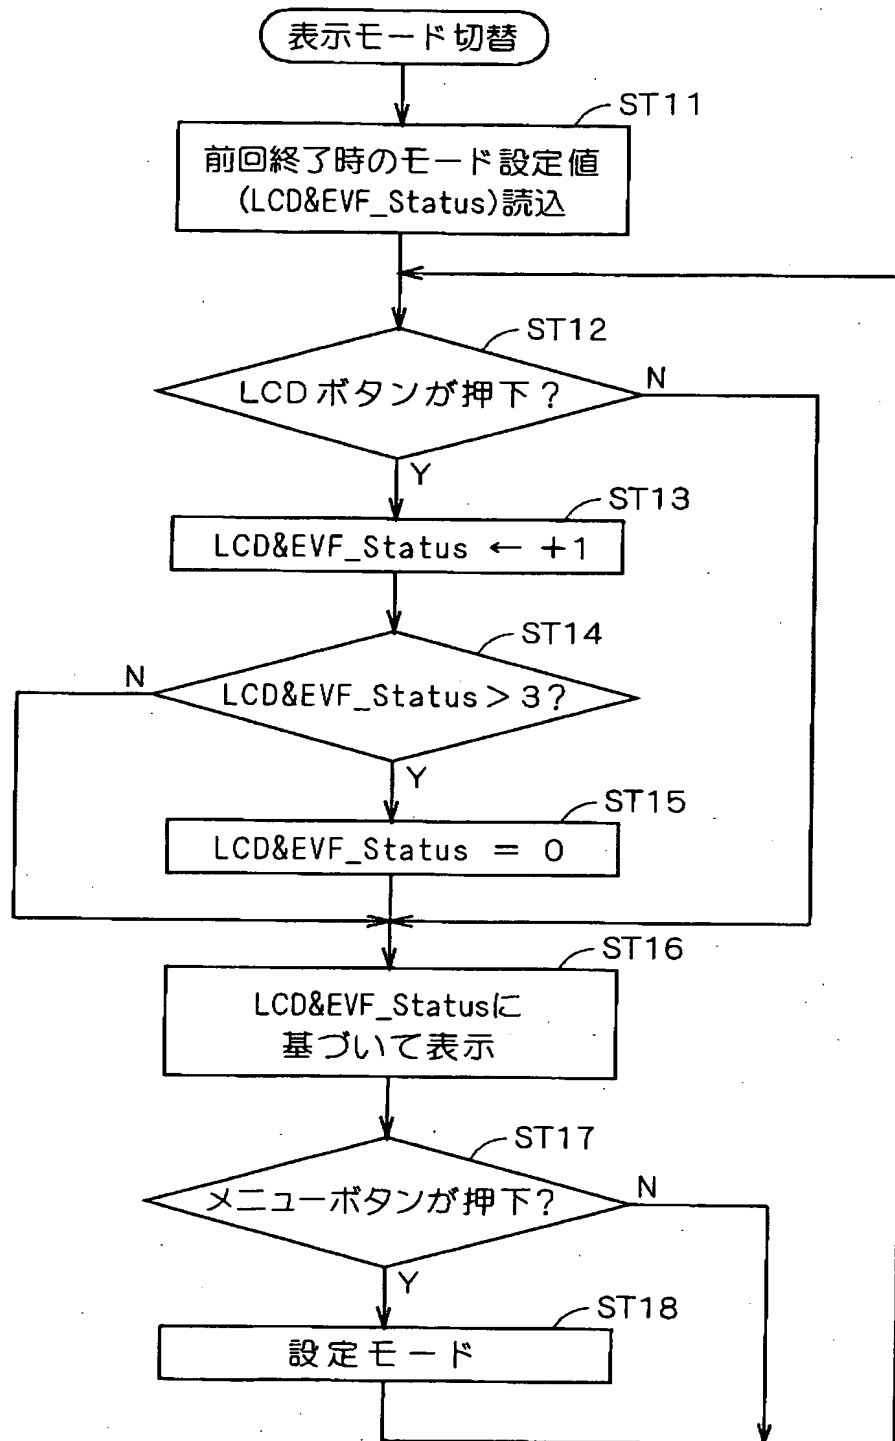 表示モード切替
ST11
前回終了時のモード設定値
(LCD&EVF_Status)読込
ST12
LCDボタンが押下？
N
Y
ST13
LCD&EVF_Status ← +1
ST14
N
LCD&EVF_Status > 3?
Y
ST15
LCD&EVF_Status = 0
ST16
LCD&EVF_Statusに
基づいて表示
ST17
メニューボタンが押下?
N
Y
ST18
設定モード